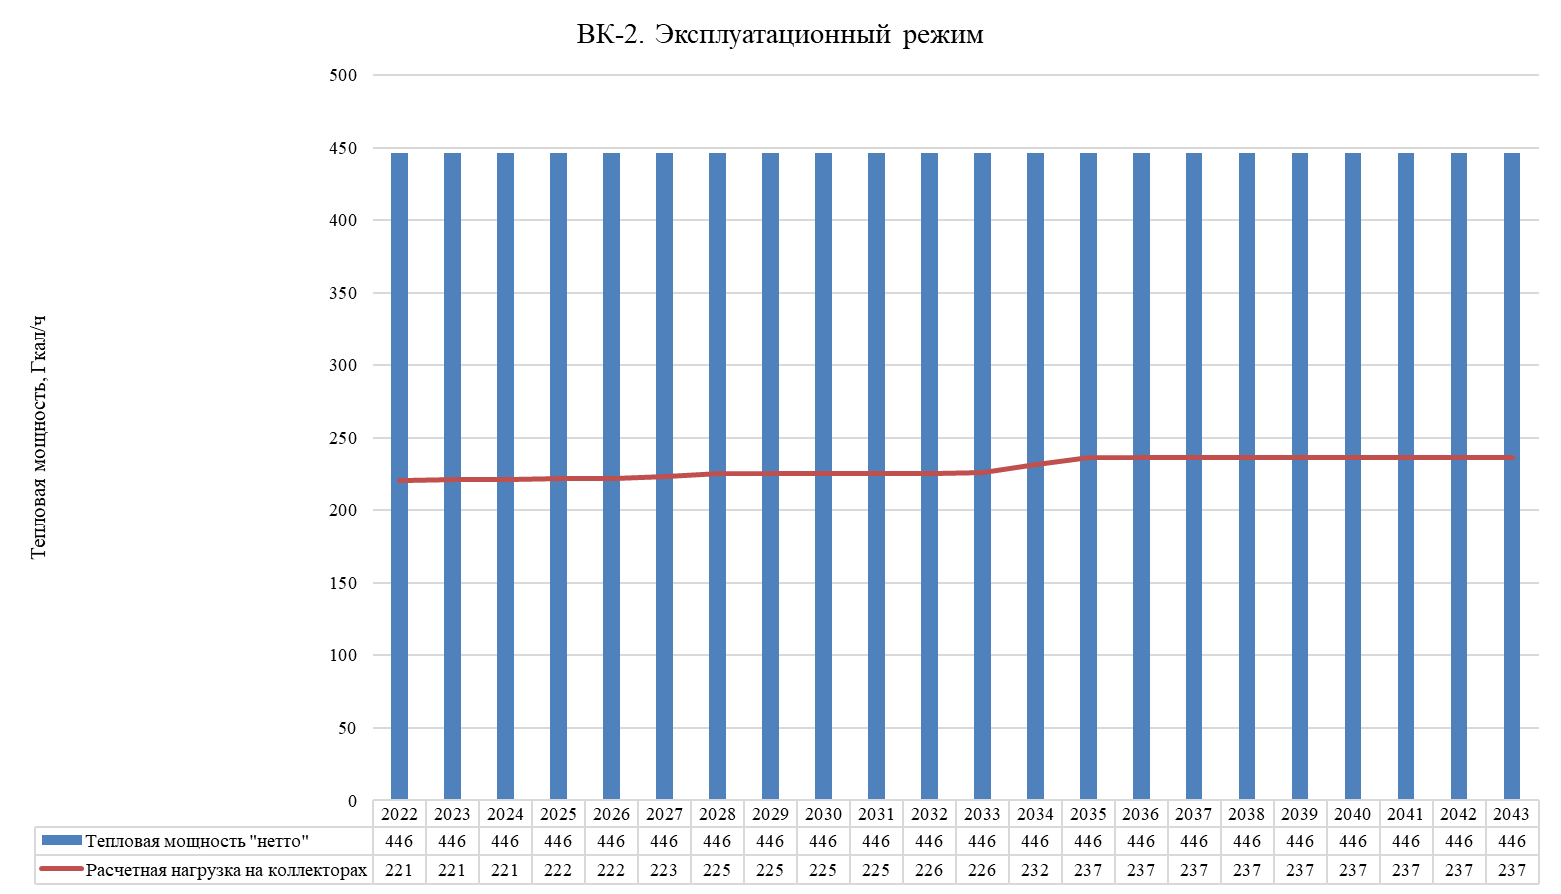 ВК-2. Эксплуатационный режим
Тепловая мощность, Гкал/ч
500
450
400
350
300
250
200
150
100
50
0
2022 2023 2024 2025 2026 2027 2028 2029 2030 2031 2032 2033 2034 2035 2036 2037 2038 2039 2040 2041 2042 2043
Тепловая мощность "нетто" 446 446 446 446 446 446 446 446 446 446 446 446 446 446 446 446 446 446 446 446 446 446
Расчетная нагрузка на коллекторах 221 221 221 222 222 223 225 225 225 225 226 226 232 237 237 237 237 237 237 237 237 237